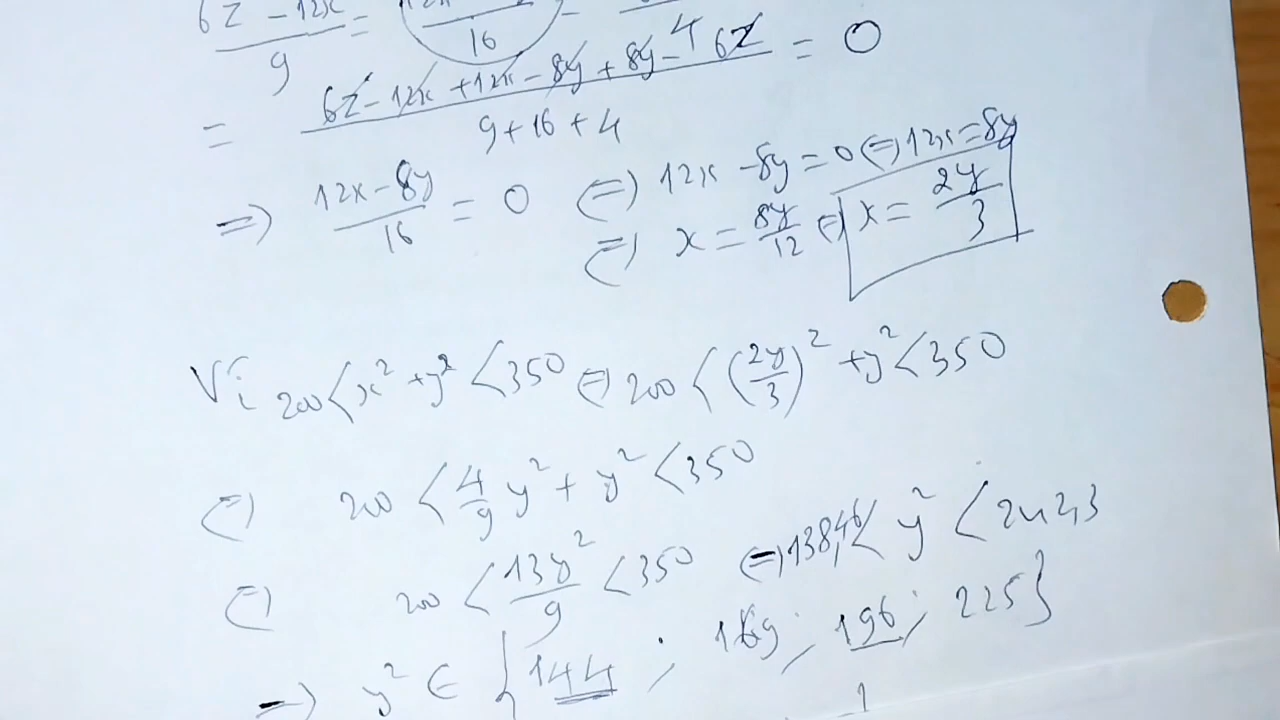 6z - 12x / 9 = / 16 =
= 6z - 12x + 12x - 8y + 8y - 6z / 9 + 16 + 4 = 0
=> 12x - 8y / 16 = 0 (=) 12x - 8y = 0 (=) 12x = 8y
(=) x = 8y / 12 (=) x = 2y / 3
Vì 200 < x² + y² < 350 (=) 200 < (2y / 3)² + y² < 350
(=) 200 < 4/9 y² + y² < 350
(=) 200 < 13y² / 9 < 350 (=) 138,46 < y² < 242,3
=> y² ∈ { 144 ; 169 ; 196 ; 225 }